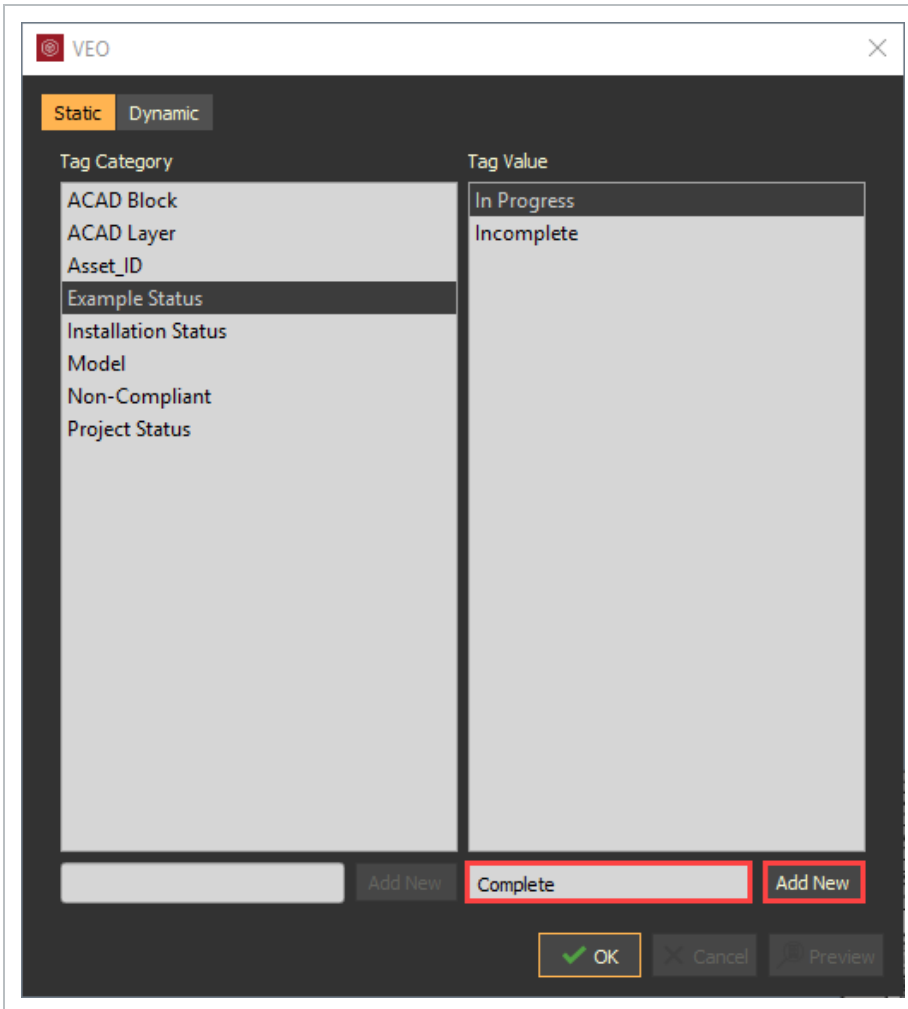 VEO
Static Dynamic
Tag Category
ACAD Block
ACAD Layer
Asset_ID
Example Status
Installation Status
Model
Non-Compliant
Project Status
Tag Value
In Progress
Incomplete
Add New
Complete Add New
OK Cancel Preview